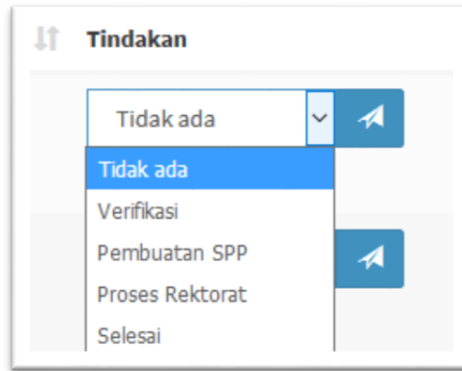 Tindakan
Tidak ada
Tidak ada
Verifikasi
Pembuatan SPP
Proses Rektorat
Selesai